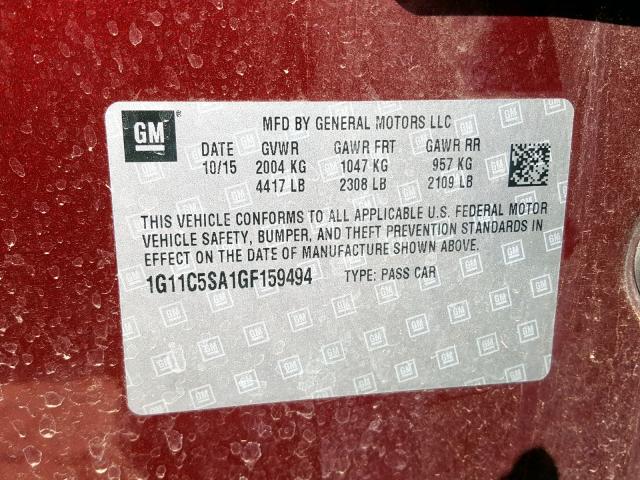 GM ® MFD BY GENERAL MOTORS LLC
DATE GVWR GAWR FRT GAWR RR
10/15 2004 KG 1047 KG 957 KG
4417 LB 2308 LB 2109 LB
THIS VEHICLE CONFORMS TO ALL APPLICABLE U.S. FEDERAL MOTOR
VEHICLE SAFETY, BUMPER, AND THEFT PREVENTION STANDARDS IN
EFFECT ON THE DATE OF MANUFACTURE SHOWN ABOVE.
1G11C5SA1GF159494 TYPE: PASS CAR